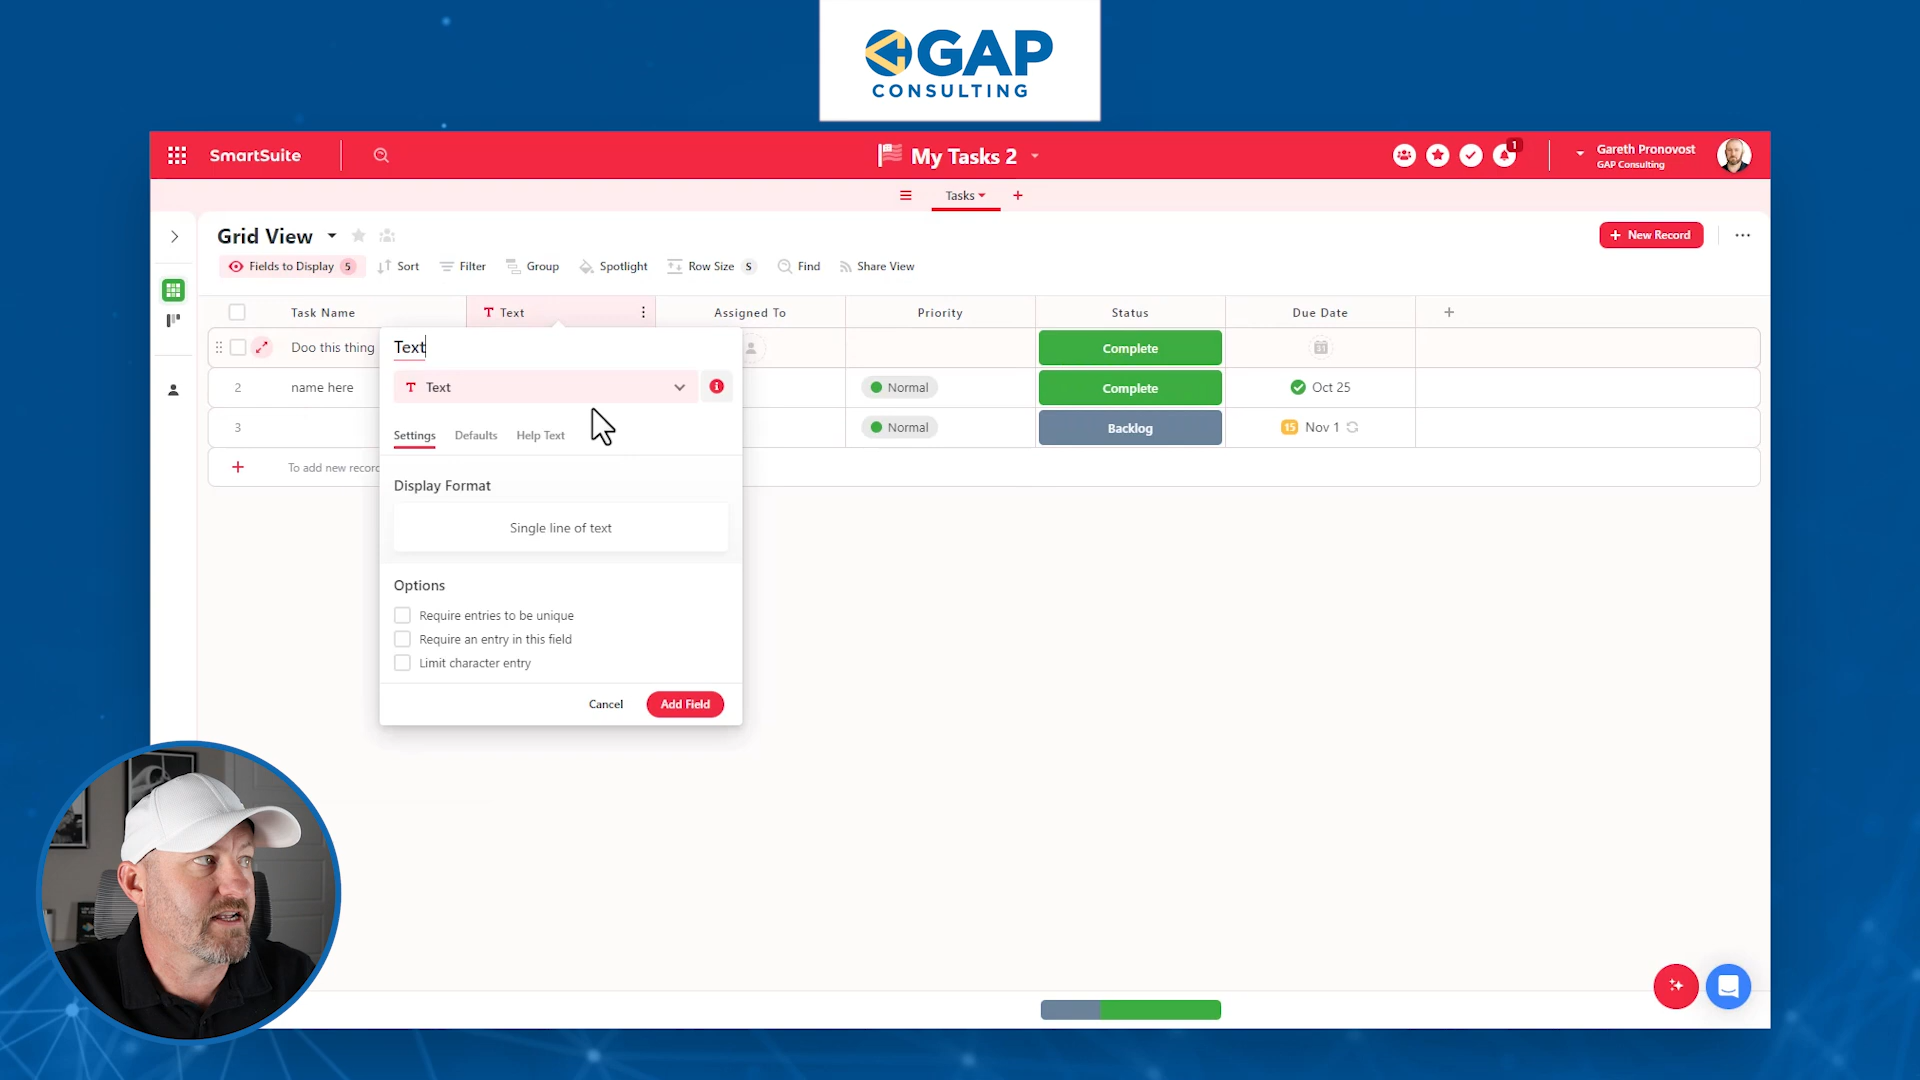 GAP
CONSULTING
SmartSuite
My Tasks 2
1
Gareth Pronovost
GAP Consulting
Tasks
Grid View
New Record
Fields to Display 5
Sort
Filter
Group
Spotlight
Row Size S
Find
Share View
Task Name
T Text
Assigned To
Priority
Status
Due Date
Doo this thing
Complete
31
2
name here
Normal
Complete
Oct 25
3
Normal
Backlog
15 Nov 1
To add new recor
Text
T Text
Settings
Defaults
Help Text
Display Format
Single line of text
Options
Require entries to be unique
Require an entry in this field
Limit character entry
Cancel
Add Field